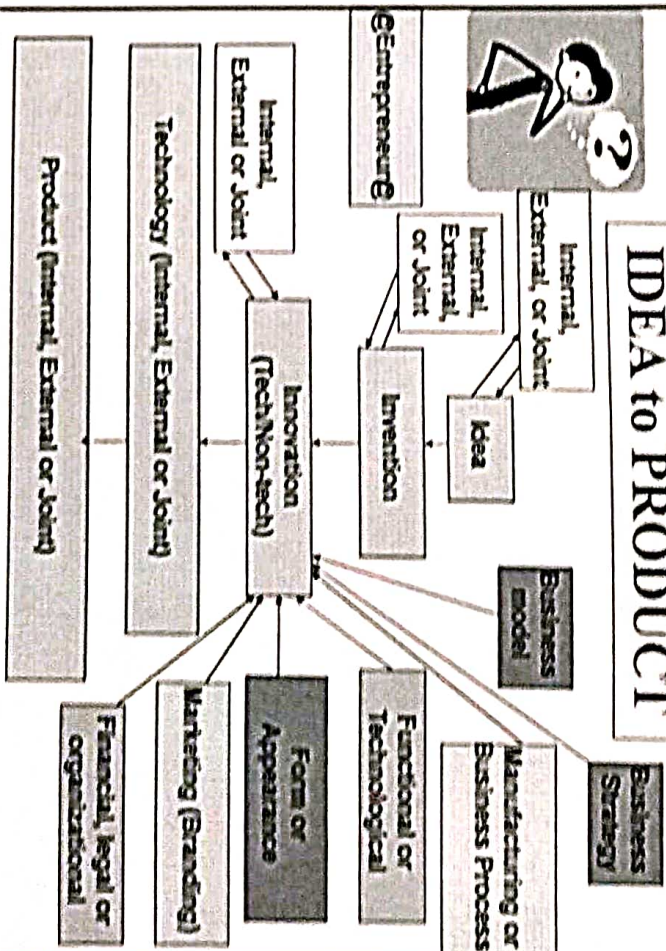 IDEA to PRODUCT
?
@Entrepreneur@
Internal,
External, or Joint
Idea
Business
Strategy
Business
model
Internal,
External,
or Joint
Invention
Manufacturing or
Business Process
Functional or
Technological
Internal,
External or Joint
Innovation
(Tech/Non-tech)
Form or
Appearance
Marketing (Branding)
Technology (Internal, External or Joint)
Financial, legal or
organizational
Product (Internal, External or Joint)